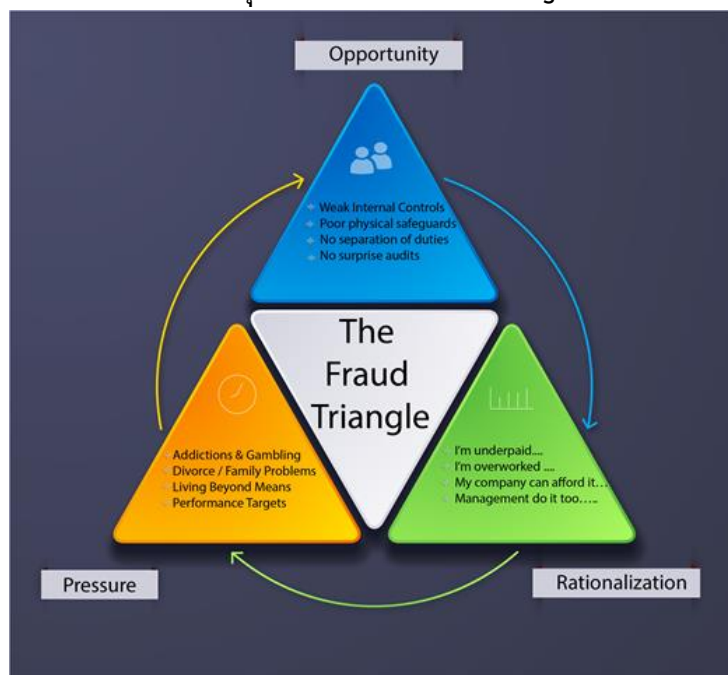 Opportunity
Weak Internal Controls
Poor physical safeguards
No separation of duties
No surprise audits
The
Fraud
Triangle
Addictions & Gambling
Divorce / Family Problems
Living Beyond Means
Performance Targets
I'm underpaid....
I'm overworked ....
My company can afford it...
Management do it too.....
Pressure
Rationalization